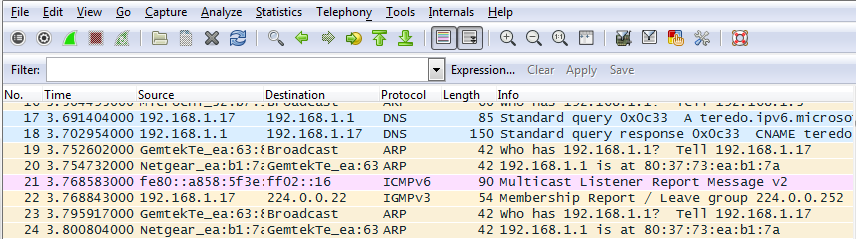 File Edit View Go Capture Analyze Statistics Telephony Tools Internals Help
Filter: Expression... Clear Apply Save
No. Time Source Destination Protocol Length Info
17 3.691404000 192.168.1.17 192.168.1.1 DNS 85 Standard query 0x0c33 A teredo.ipv6.microso
18 3.702954000 192.168.1.1 192.168.1.17 DNS 150 Standard query response 0x0c33 CNAME teredo
19 3.752602000 GemtekTe_ea:63:8 Broadcast ARP 42 Who has 192.168.1.1? Tell 192.168.1.17
20 3.754732000 Netgear_ea:b1:7a GemtekTe_ea:63 ARP 42 192.168.1.1 is at 80:37:73:ea:b1:7a
21 3.768583000 fe80::a858:5f3e: ff02::16 ICMPv6 90 Multicast Listener Report Message v2
22 3.768843000 192.168.1.17 224.0.0.22 IGMPv3 54 Membership Report / Leave group 224.0.0.252
23 3.795917000 GemtekTe_ea:63:8 Broadcast ARP 42 Who has 192.168.1.1? Tell 192.168.1.17
24 3.800804000 Netgear_ea:b1:7a GemtekTe_ea:63 ARP 42 192.168.1.1 is at 80:37:73:ea:b1:7a